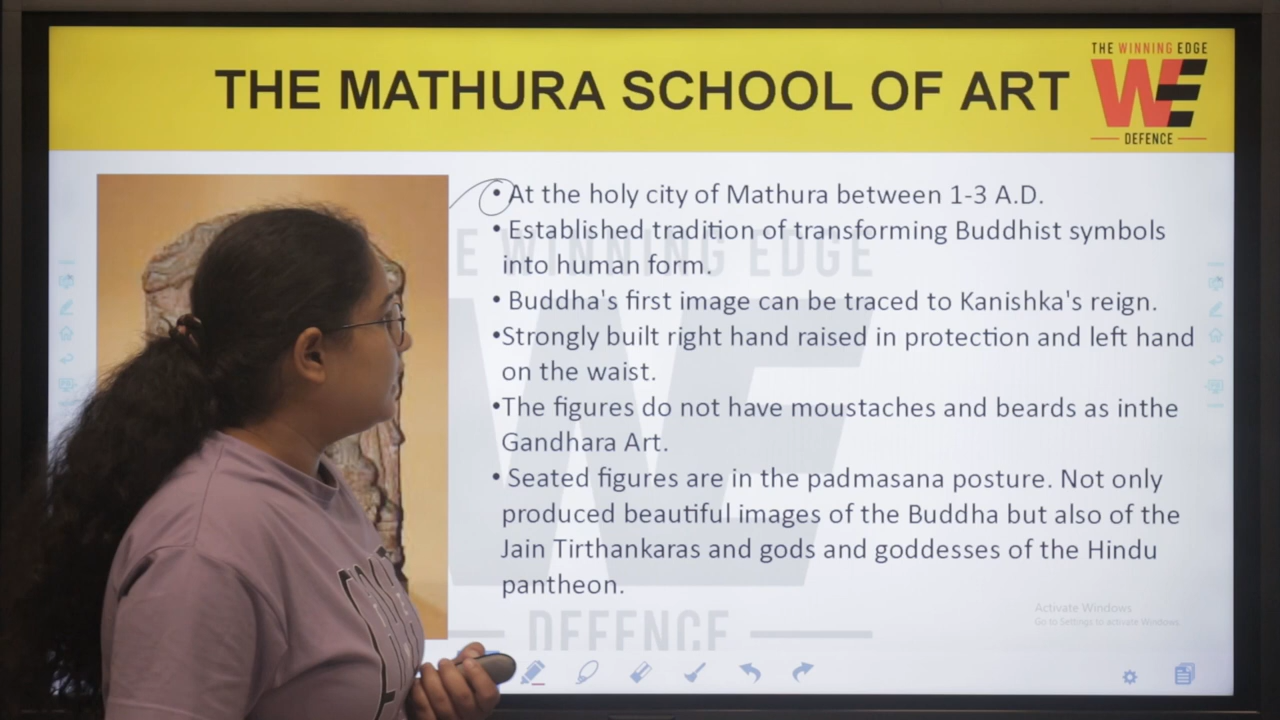 THE MATHURA SCHOOL OF ART
THE WINNING EDGE
WE
DEFENCE
• At the holy city of Mathura between 1-3 A.D.
• Established tradition of transforming Buddhist symbols
into human form.
• Buddha's first image can be traced to Kanishka's reign.
•Strongly built right hand raised in protection and left hand
on the waist.
•The figures do not have moustaches and beards as inthe
Gandhara Art.
• Seated figures are in the padmasana posture. Not only
produced beautiful images of the Buddha but also of the
Jain Tirthankaras and gods and goddesses of the Hindu
pantheon.
E WINNING EDGE
WE
DEFENCE
Activate Windows
Go to Settings to activate Windows.